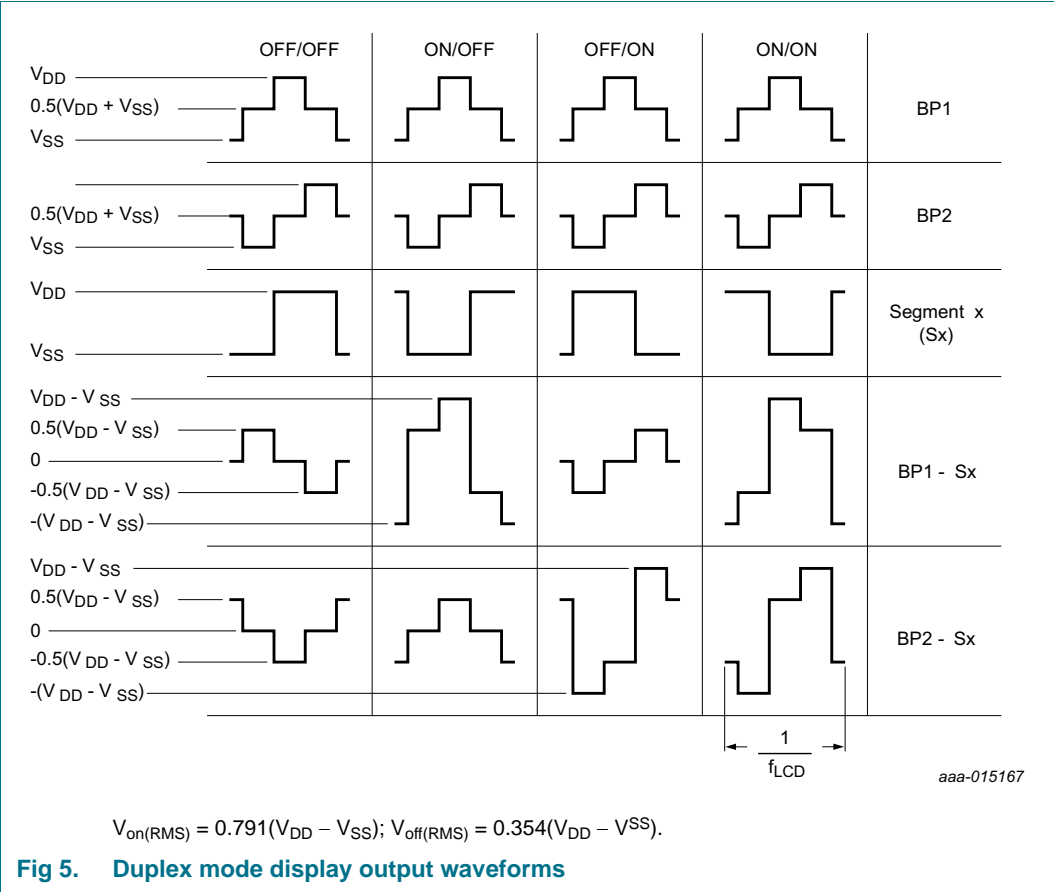 OFF/OFF ON/OFF OFF/ON ON/ON
VDD
0.5(VDD + VSS)
VSS
BP1
0.5(VDD + VSS)
VSS
BP2
VDD
VSS
Segment x
(Sx)
VDD - V SS
0.5(VDD - V SS)
0
-0.5(V DD - V SS)
-(V DD - V SS)
BP1 - Sx
VDD - V SS
0.5(VDD - V SS)
0
-0.5(V DD - V SS)
-(V DD - V SS)
BP2 - Sx
1
fLCD
aaa-015167
Von(RMS) = 0.791(VDD − VSS); Voff(RMS) = 0.354(VDD − VSS).
Fig 5. Duplex mode display output waveforms